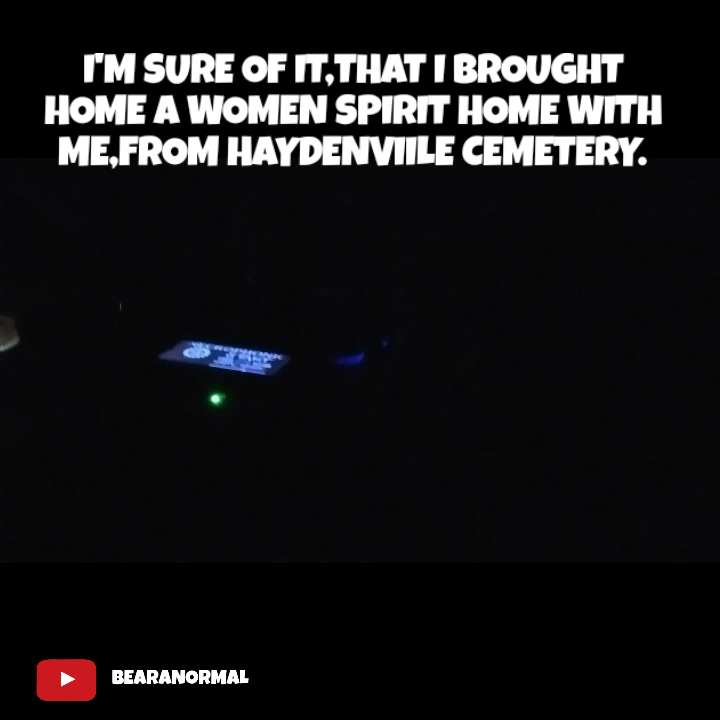 I'M SURE OF IT,THAT I BROUGHT
HOME A WOMEN SPIRIT HOME WITH
ME,FROM HAYDENVIILE CEMETERY.
BEARANORMAL